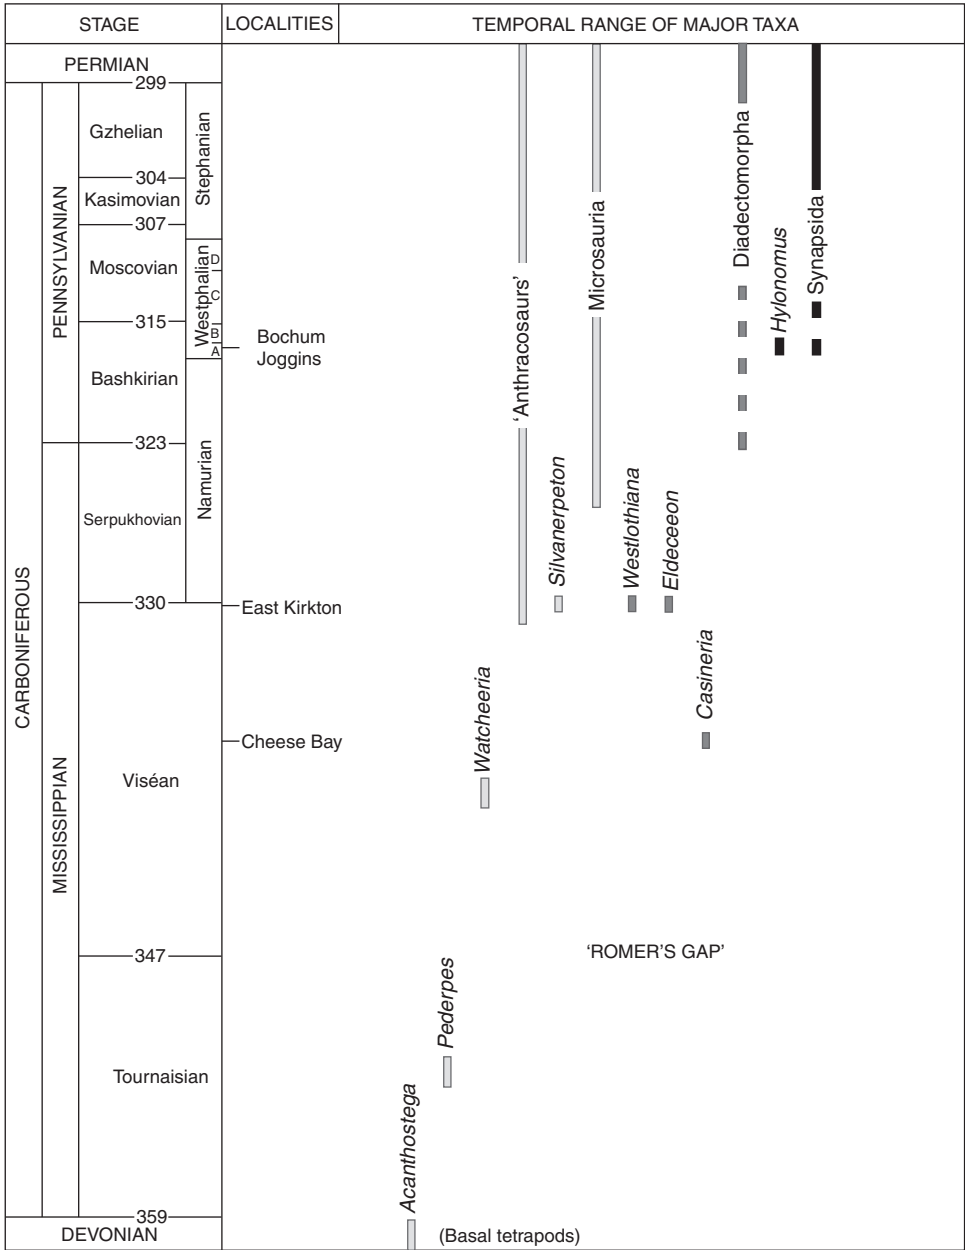 STAGE
LOCALITIES
TEMPORAL RANGE OF MAJOR TAXA
PERMIAN
299
Gzhelian
304
Kasimovian
307
Moscovian
315
Bashkirian
323
Serpukhovian
330
Viséan
347
Tournaisian
359
DEVONIAN
CARBONIFEROUS
PENNSYLVANIAN
MISSISSIPPIAN
Stephanian
Westphalian
D
C
B
A
Namurian
Bochum
Joggins
East Kirkton
Cheese Bay
Acanthostega
Pederpes
Watcheeria
'Anthracosaurs'
Silvanerpeton
Microsauria
Westlothiana
Eldeceeon
Casineria
Diadectomorpha
Hylonomus
Synapsida
'ROMER'S GAP'
(Basal tetrapods)